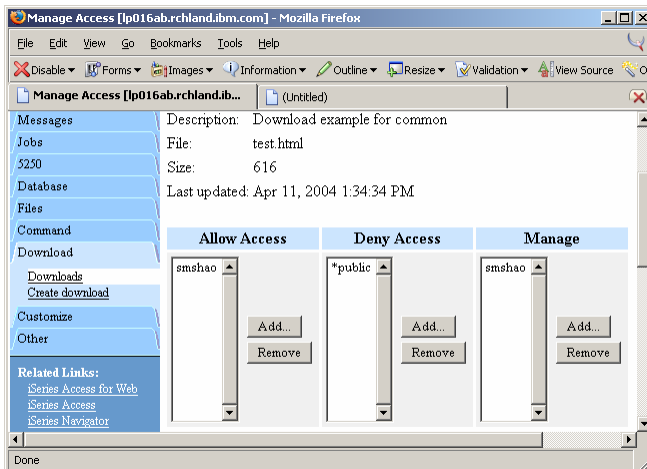 Manage Access [lp016ab.rchland.ibm.com] - Mozilla Firefox
File Edit View Go Bookmarks Tools Help
Disable Forms Images Information Outline Resize Validation View Source O
Manage Access [lp016ab.rchland.ib... (Untitled)
Messages
Jobs
5250
Database
Files
Command
Download
Downloads
Create download
Customize
Other
Related Links:
iSeries Access for Web
iSeries Access
iSeries Navigator
Description: Download example for common
File: test.html
Size: 616
Last updated: Apr 11, 2004 1:34:34 PM
Allow Access Deny Access Manage
smshao *public smshao
Add... Add... Add...
Remove Remove Remove
Done